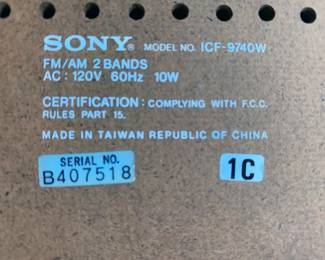 SONY® MODEL NO. ICF-9740W
FM/AM 2 BANDS
AC : 120V 60Hz 10W
CERTIFICATION: COMPLYING WITH F.C.C.
RULES PART 15.
MADE IN TAIWAN REPUBLIC OF CHINA
SERIAL NO.
B407518
1C